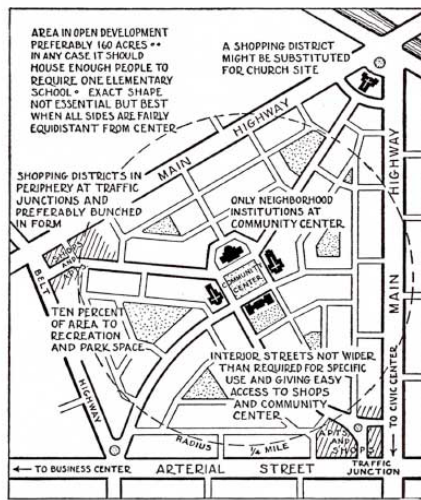 AREA IN OPEN DEVELOPMENT
PREFERABLY 160 ACRES ••
IN ANY CASE IT SHOULD
HOUSE ENOUGH PEOPLE TO
REQUIRE ONE ELEMENTARY
SCHOOL • EXACT SHAPE
NOT ESSENTIAL BUT BEST
WHEN ALL SIDES ARE FAIRLY
EQUIDISTANT FROM CENTER
A SHOPPING DISTRICT
MIGHT BE SUBSTITUTED
FOR CHURCH SITE
MAIN HIGHWAY
SHOPPING DISTRICTS IN
PERIPHERY AT TRAFFIC
JUNCTIONS AND
PREFERABLY BUNCHED
IN FORM
ONLY NEIGHBORHOOD
INSTITUTIONS AT
COMMUNITY CENTER
MAIN HIGHWAY
SHOPS
AND
APTS
BELT HIGHWAY
COMMUNITY
CENTER
TEN PERCENT
OF AREA TO
RECREATION
AND PARK SPACE
INTERIOR STREETS NOT WIDER
THAN REQUIRED FOR SPECIFIC
USE AND GIVING EASY
ACCESS TO SHOPS
AND COMMUNITY
CENTER
TO CIVIC CENTER
RADIUS 1/4 MILE
APTS
AND
SHOPS
← TO BUSINESS CENTER
ARTERIAL STREET
TRAFFIC
JUNCTION